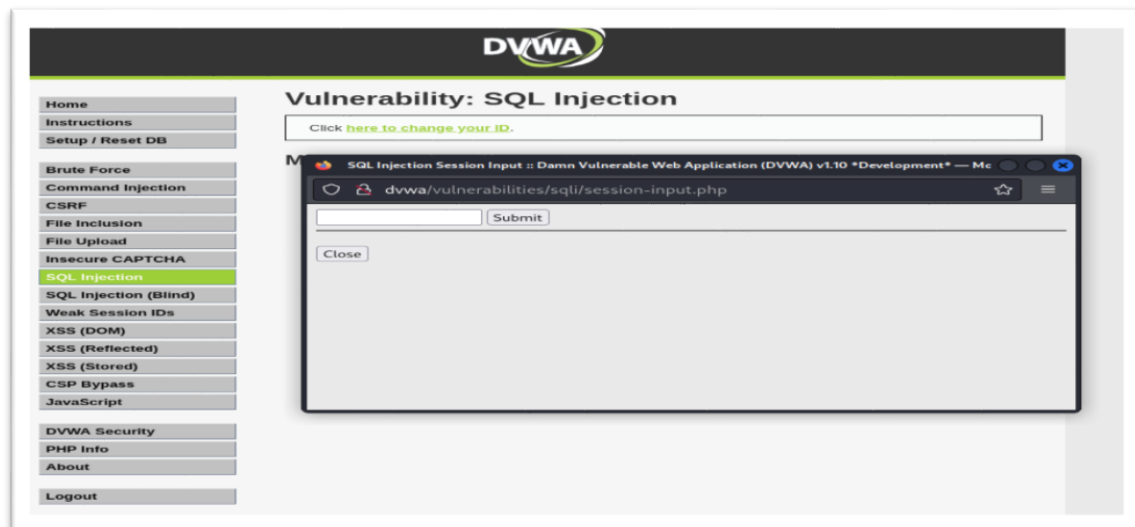 DVWA
Home
Instructions
Setup / Reset DB
Brute Force
Command Injection
CSRF
File Inclusion
File Upload
Insecure CAPTCHA
SQL Injection
SQL Injection (Blind)
Weak Session IDs
XSS (DOM)
XSS (Reflected)
XSS (Stored)
CSP Bypass
JavaScript
DVWA Security
PHP Info
About
Logout
Vulnerability: SQL Injection
Click here to change your ID.
M
SQL Injection Session Input :: Damn Vulnerable Web Application (DVWA) v1.10 *Development* — Mc
dvwa/vulnerabilities/sqli/session-input.php
Submit
Close